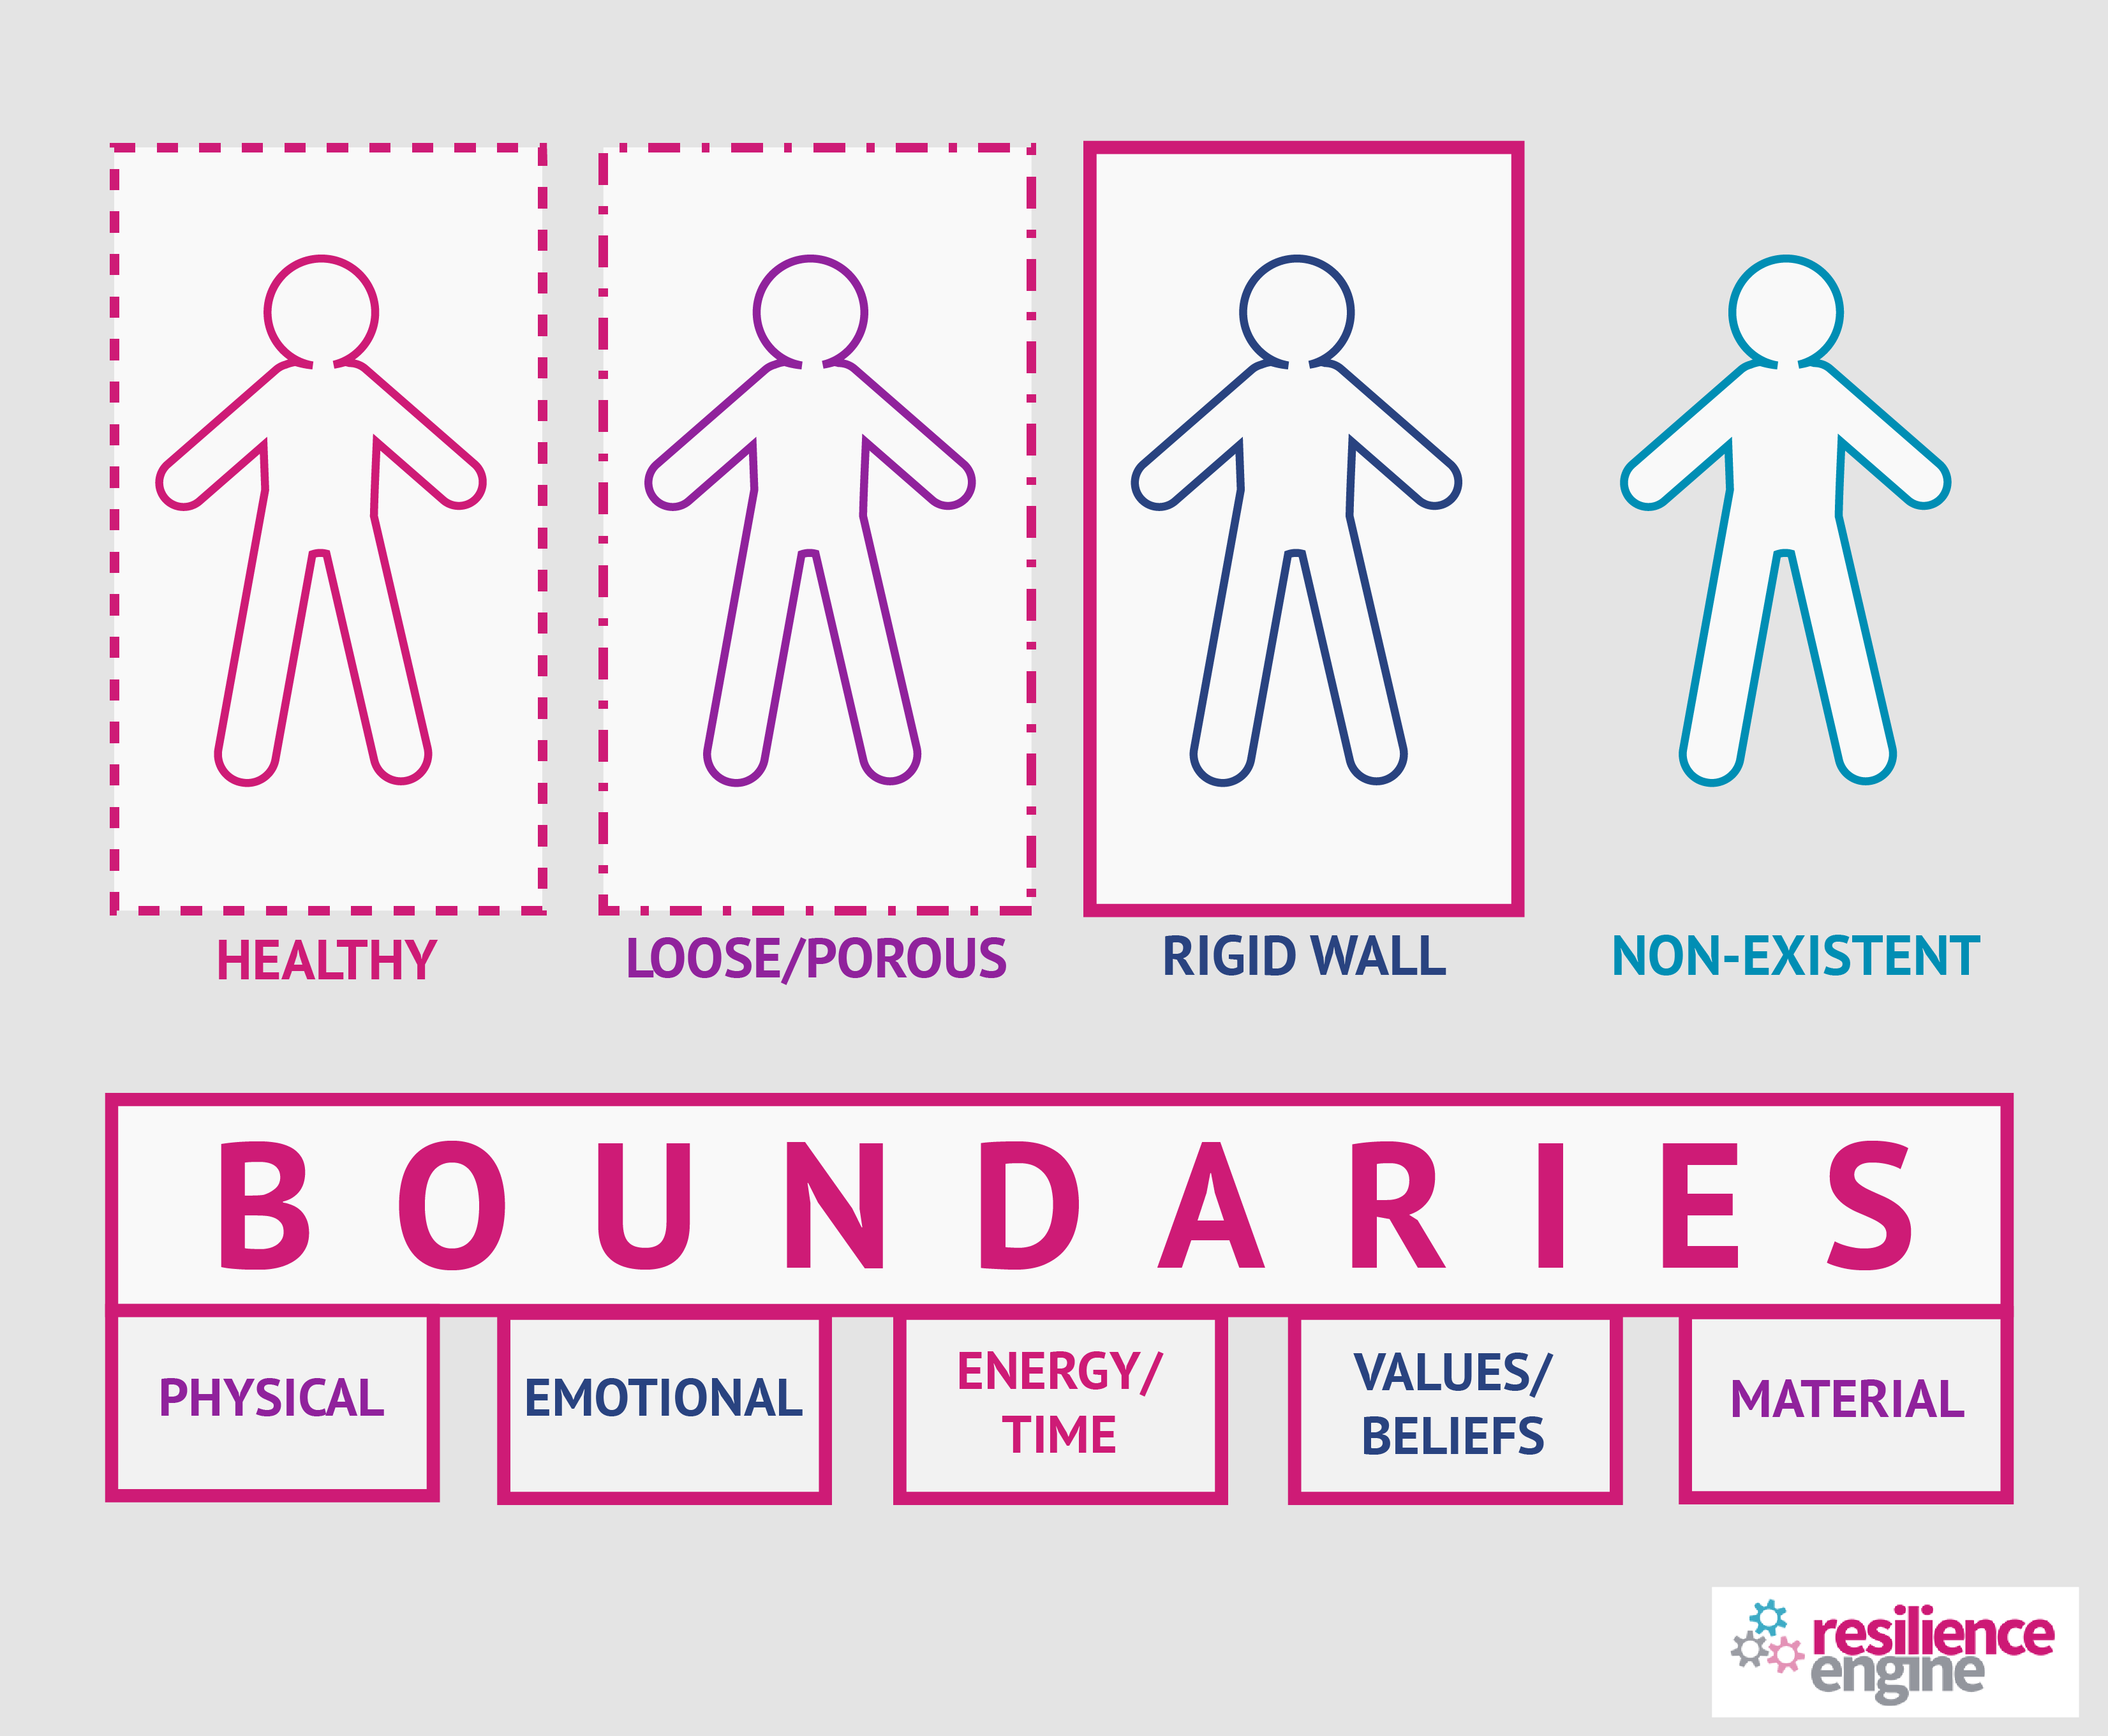 HEALTHY
LOOSE/POROUS
RIGID WALL
NON-EXISTENT
BOUNDARIES
PHYSICAL
EMOTIONAL
ENERGY/
TIME
VALUES/
BELIEFS
MATERIAL
resilience
engine